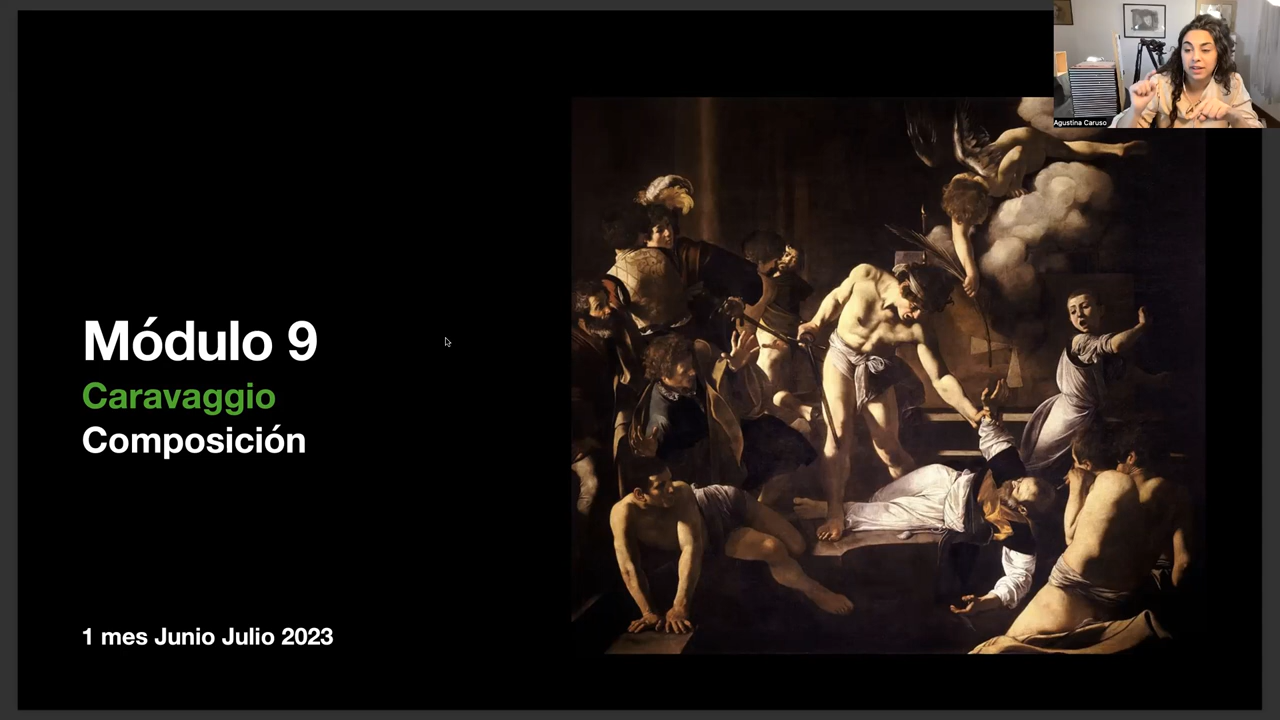 Agustina Caruso
Módulo 9
Caravaggio
Composición
1 mes Junio Julio 2023